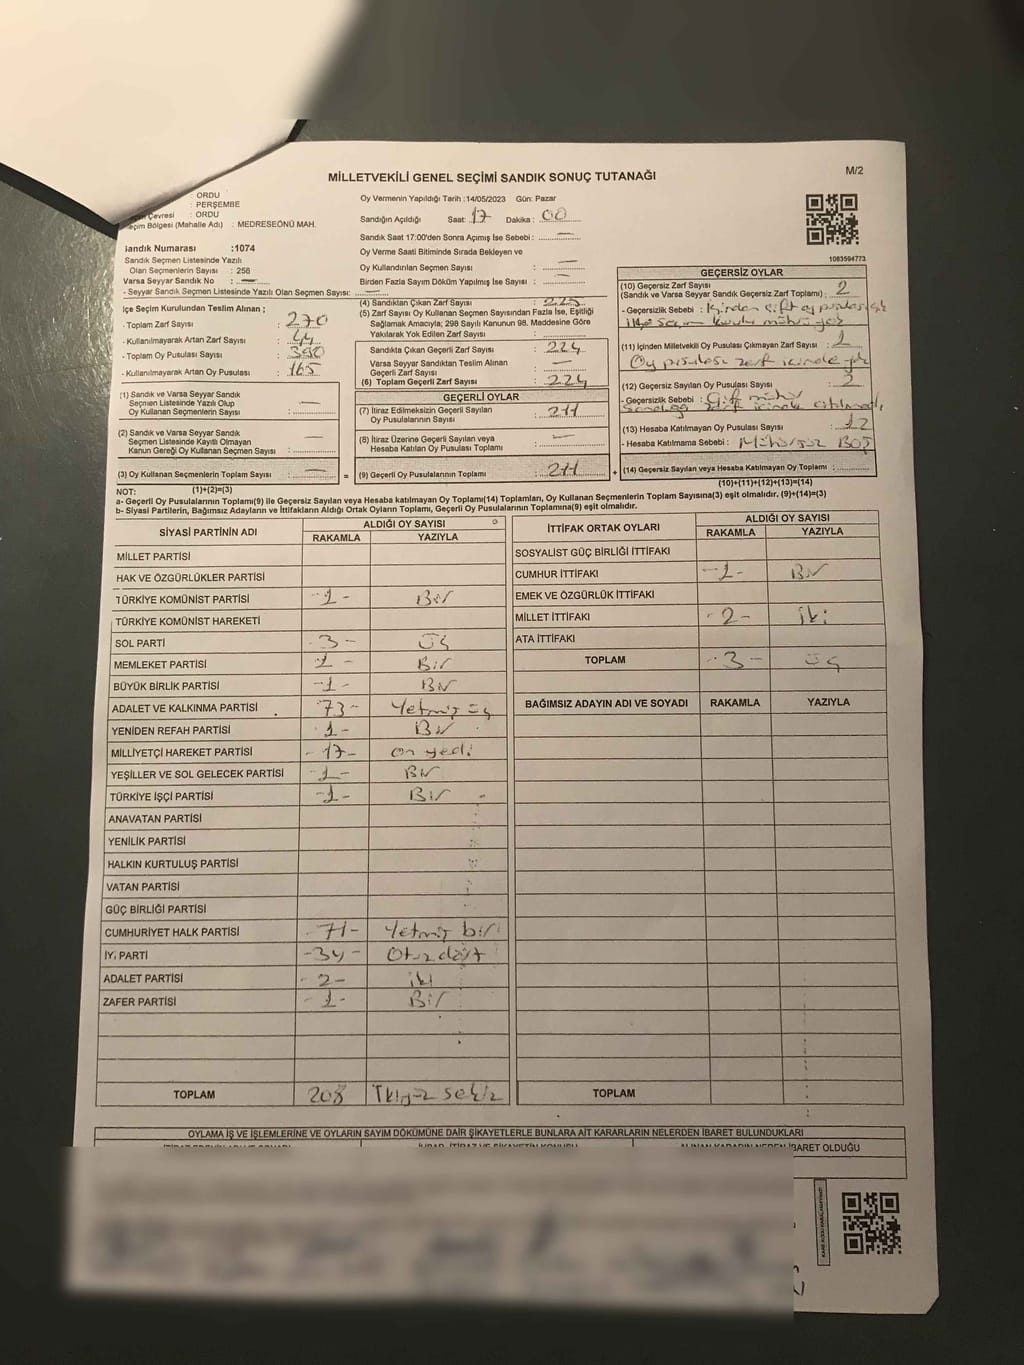 MİLLETVEKİLİ GENEL SEÇİMİ SANDIK SONUÇ TUTANAĞI
M/2
: ORDU
: PERŞEMBE
Çevresi : ORDU
Bölgesi (Mahalle Adı) : MEDRESEÖNÜ MAH.
Oy Vermenin Yapıldığı Tarih :14/05/2023 Gün: Pazar
Sandığın Açıldığı Saat: 17 Dakika : 00
Sandık Saat 17:00'den Sonra Açımış İse Sebebi : —
Oy Verme Saati Bitiminde Sırada Bekleyen ve
Oy Kullandırılan Seçmen Sayısı : —
Birden Fazla Sayım Döküm Yapılmış İse Sayısı : —
1083594773
andık Numarası :1074
Sandık Seçmen Listesinde Yazılı
Olan Seçmenlerin Sayısı : 256
Varsa Seyyar Sandık No : —
- Seyyar Sandık Seçmen Listesinde Yazılı Olan Seçmen Sayısı: —
İlçe Seçim Kurulundan Teslim Alınan ;
- Toplam Zarf Sayısı : 270
- Kullanılmayarak Artan Zarf Sayısı : 44
- Toplam Oy Pusulası Sayısı : 390
- Kullanılmayarak Artan Oy Pusulası : 165
(1) Sandık ve Varsa Seyyar Sandık
Seçmen Listesinde Yazılı Olup
Oy Kullanan Seçmenlerin Sayısı : —
(2) Sandık ve Varsa Seyyar Sandık
Seçmen Listesinde Kayıtlı Olmayan
Kanun Gereği Oy Kullanan Seçmen Sayısı : —
(3) Oy Kullanan Seçmenlerin Toplam Sayısı : —
(4) Sandıktan Çıkan Zarf Sayısı : 225
(5) Zarf Sayısı Oy Kullanan Seçmen Sayısından Fazla İse, Eşitliği
Sağlamak Amacıyla; 298 Sayılı Kanunun 98. Maddesine Göre
Yakılarak Yok Edilen Zarf Sayısı
Sandıkta Çıkan Geçerli Zarf Sayısı : 224
Varsa Seyyar Sandıktan Teslim Alınan
Geçerli Zarf Sayısı : —
(6) Toplam Geçerli Zarf Sayısı : 224
GEÇERLİ OYLAR
(7) İtiraz Edilmeksizin Geçerli Sayılan
Oy Pusulalarının Sayısı : 211
(8) İtiraz Üzerine Geçerli Sayılan veya
Hesaba Katılan Oy Pusulası Toplamı : —
= (9) Geçerli Oy Pusulalarının Toplamı : 211
GEÇERSİZ OYLAR
(10) Geçersiz Zarf Sayısı
(Sandık ve Varsa Seyyar Sandık Geçersiz Zarf Toplamı) : 2
- Geçersizlik Sebebi : içinden çift oy pusulası
ilçe seçim kurulu mührü yok
(11) İçinden Milletvekili Oy Pusulası Çıkmayan Zarf Sayısı :
Oy pusulası zarf içinde yok
(12) Geçersiz Sayılan Oy Pusulası Sayısı : 2
- Geçersizlik Sebebi : Çift mühür
(13) Hesaba Katılmayan Oy Pusulası Sayısı : 12
- Hesaba Katılmama Sebebi : Mühürsüz BOŞ
+ (14) Geçersiz Sayılan veya Hesaba Katılmayan Oy Toplamı :
NOT: (1)+(2)=(3)
(10)+(11)+(12)+(13)=(14)
a- Geçerli Oy Pusulalarının Toplamı(9) ile Geçersiz Sayılan veya Hesaba katılmayan Oy Toplamı(14) Toplamları, Oy Kullanan Seçmenlerin Toplam Sayısına(3) eşit olmalıdır. (9)+(14)=(3)
b- Siyasi Partilerin, Bağımsız Adayların ve İttifakların Aldığı Ortak Oyların Toplamı, Geçerli Oy Pusulalarının Toplamına(9) eşit olmalıdır.
SİYASİ PARTİNİN ADI ALDIĞI OY SAYISI
RAKAMLA YAZIYLA
MİLLET PARTİSİ
HAK VE ÖZGÜRLÜKLER PARTİSİ
TÜRKİYE KOMÜNİST PARTİSİ -1- Bir
TÜRKİYE KOMÜNİST HAREKETİ
SOL PARTİ -3- Üç
MEMLEKET PARTİSİ -1- Bir
BÜYÜK BİRLİK PARTİSİ -1- Bir
ADALET VE KALKINMA PARTİSİ -73- Yetmiş üç
YENİDEN REFAH PARTİSİ -1- Bir
MİLLİYETÇİ HAREKET PARTİSİ -17- on yedi
YEŞİLLER VE SOL GELECEK PARTİSİ -1- Bir
TÜRKİYE İŞÇİ PARTİSİ -1- Bir
ANAVATAN PARTİSİ
YENİLİK PARTİSİ
HALKIN KURTULUŞ PARTİSİ
VATAN PARTİSİ
GÜÇ BİRLİĞİ PARTİSİ
CUMHURİYET HALK PARTİSİ -71- Yetmiş bir
İYİ PARTİ -34- Otuz dört
ADALET PARTİSİ -2- iki
ZAFER PARTİSİ -1- Bir
TOPLAM 208 İkiyüz sekiz
İTTİFAK ORTAK OYLARI ALDIĞI OY SAYISI
RAKAMLA YAZIYLA
SOSYALİST GÜÇ BİRLİĞİ İTTİFAKI
CUMHUR İTTİFAKI -1- Bir
EMEK VE ÖZGÜRLÜK İTTİFAKI
MİLLET İTTİFAKI -2- iki
ATA İTTİFAKI
TOPLAM -3- üç
BAĞIMSIZ ADAYIN ADI VE SOYADI RAKAMLA YAZIYLA
TOPLAM
OYLAMA İŞ VE İŞLEMLERİNE VE OYLARIN SAYIM DÖKÜMÜNE DAİR ŞİKAYETLERLE BUNLARA AİT KARARLARIN NELERDEN İBARET BULUNDUKLARI
ALINAN KARARIN NEDEN İBARET OLDUĞU